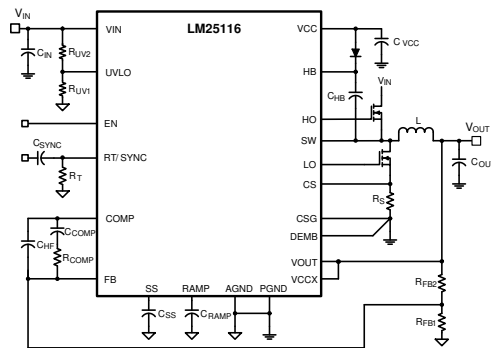 VIN
LM25116
VIN
VCC
CVCC
CIN
RUV2
UVLO
HB
RUV1
CHB
VIN
EN
HO
CSYNC
SW
L
VOUT
RT/SYNC
LO
COU
RT
CS
RS
COMP
CSG
CCOMP
DEMB
CHF
RCOMP
VOUT
FB
SS
RAMP
AGND
PGND
VCCX
RFB2
CSS
CRAMP
RFB1